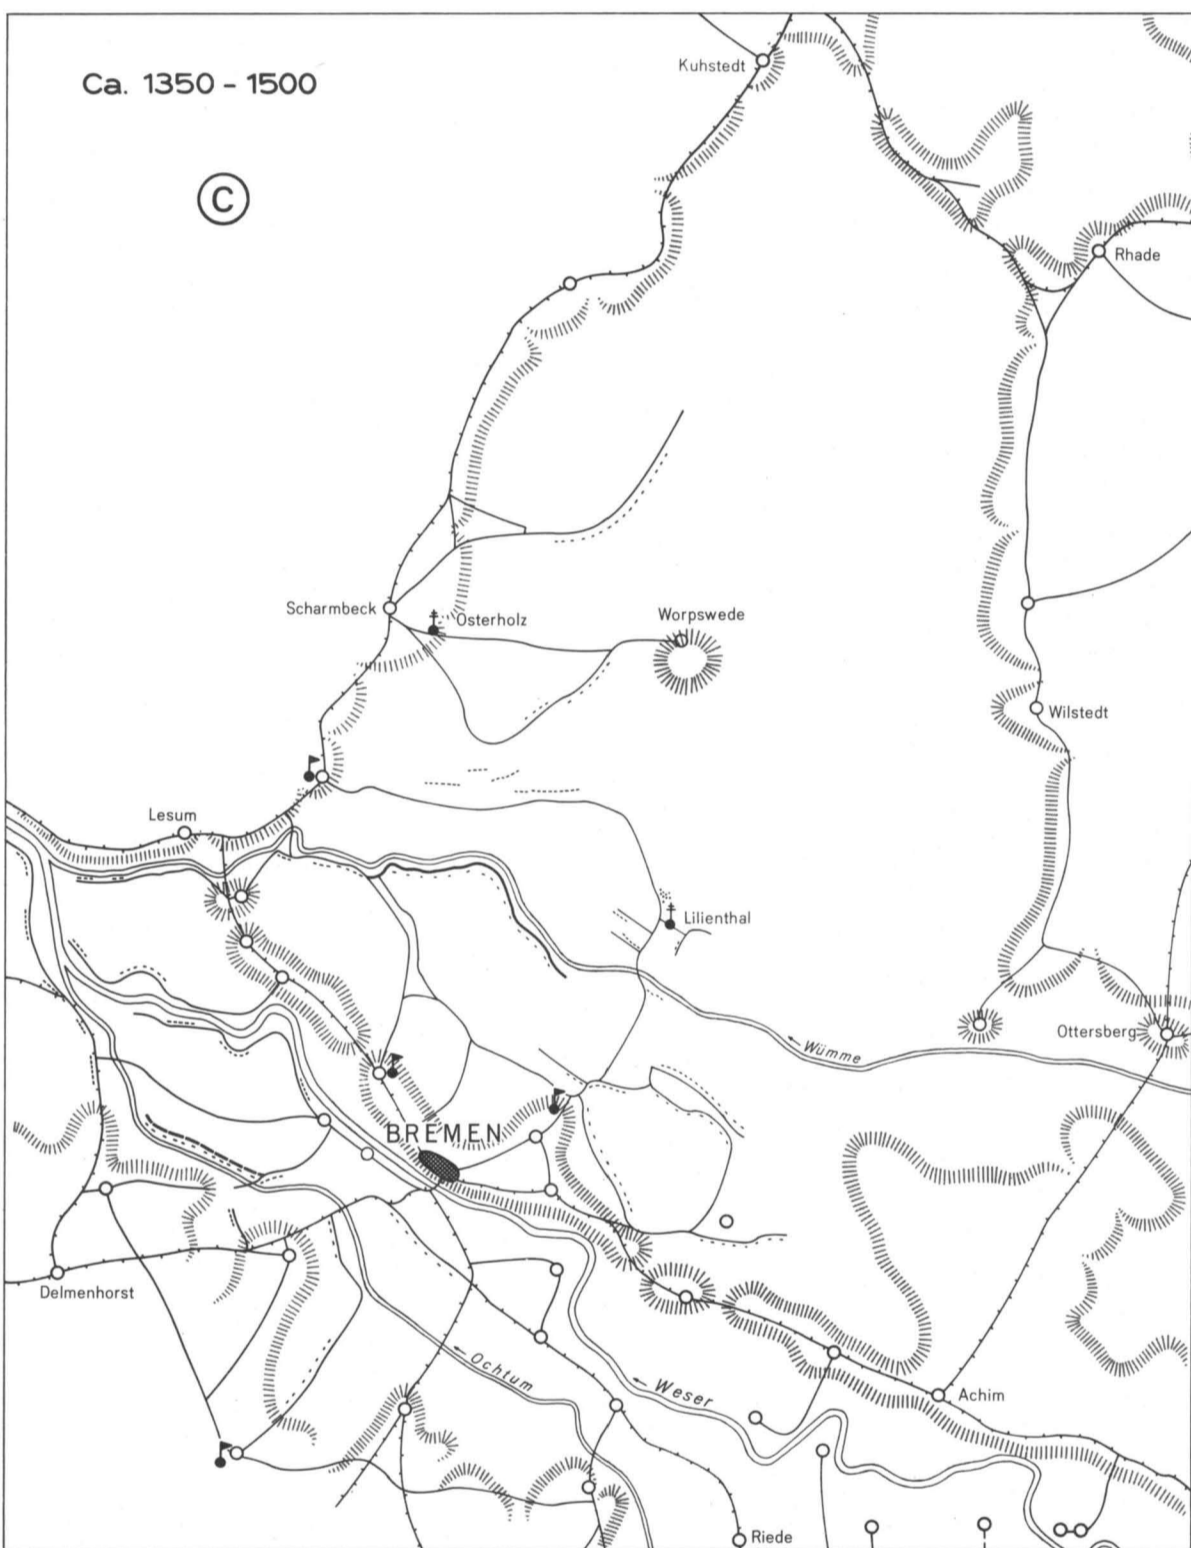 Ca. 1350 - 1500
C
Kuhstedt
Rhade
Scharmbeck
Osterholz
Worpswede
Wilstedt
Lesum
Lilienthal
Ottersberg
Wümme
BREMEN
Delmenhorst
Ochtum
Weser
Achim
Riede